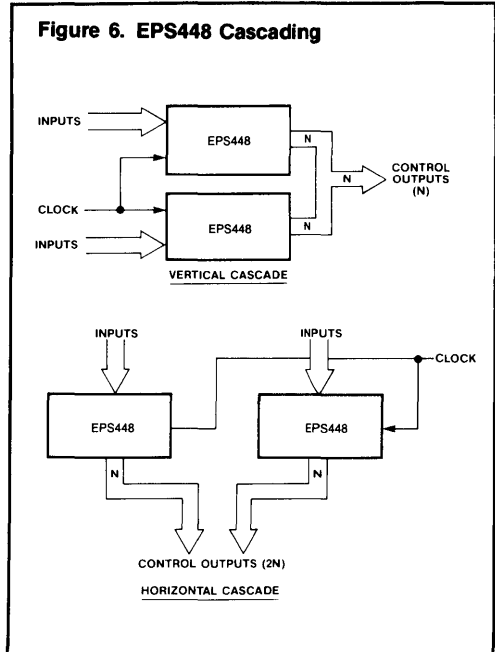 Figure 6. EPS448 Cascading
INPUTS
EPS448
N
CONTROL
OUTPUTS
(N)
N
CLOCK
EPS448
N
INPUTS
VERTICAL CASCADE
INPUTS
INPUTS
CLOCK
EPS448
EPS448
N
N
CONTROL OUTPUTS (2N)
HORIZONTAL CASCADE